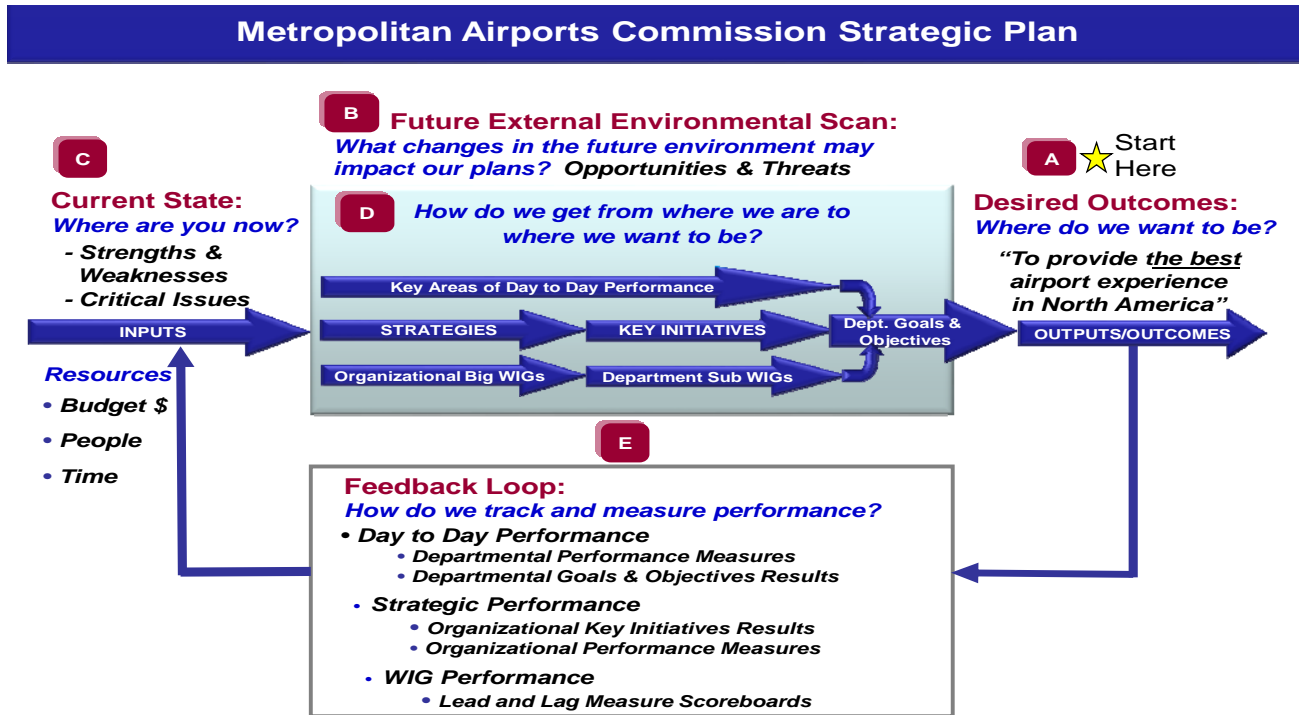 Metropolitan Airports Commission Strategic Plan
B
Future External Environmental Scan:
What changes in the future environment may
impact our plans? Opportunities & Threats
C
Current State:
Where are you now?
- Strengths &
Weaknesses
- Critical Issues
INPUTS
Resources
• Budget $
• People
• Time
D
How do we get from where we are to
where we want to be?
Key Areas of Day to Day Performance
STRATEGIES
KEY INITIATIVES
Dept. Goals &
Objectives
Organizational Big WIGs
Department Sub WIGs
A
Start
Here
Desired Outcomes:
Where do we want to be?
“To provide the best
airport experience
in North America”
OUTPUTS/OUTCOMES
E
Feedback Loop:
How do we track and measure performance?
• Day to Day Performance
• Departmental Performance Measures
• Departmental Goals & Objectives Results
• Strategic Performance
• Organizational Key Initiatives Results
• Organizational Performance Measures
• WIG Performance
• Lead and Lag Measure Scoreboards